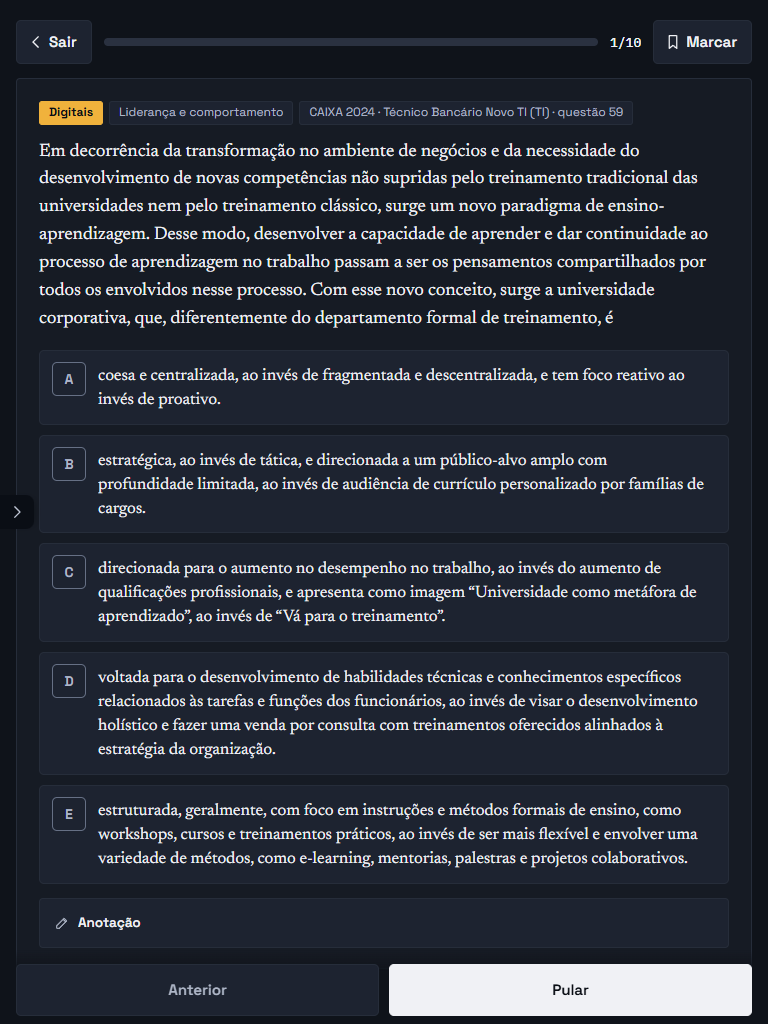 Sair
1/10
Marcar
Digitais
Liderança e comportamento
CAIXA 2024 · Técnico Bancário Novo TI (TI) · questão 59
Em decorrência da transformação no ambiente de negócios e da necessidade do
desenvolvimento de novas competências não supridas pelo treinamento tradicional das
universidades nem pelo treinamento clássico, surge um novo paradigma de ensino-
aprendizagem. Desse modo, desenvolver a capacidade de aprender e dar continuidade ao
processo de aprendizagem no trabalho passam a ser os pensamentos compartilhados por
todos os envolvidos nesse processo. Com esse novo conceito, surge a universidade
corporativa, que, diferentemente do departamento formal de treinamento, é
A
coesa e centralizada, ao invés de fragmentada e descentralizada, e tem foco reativo ao
invés de proativo.
B
estratégica, ao invés de tática, e direcionada a um público-alvo amplo com
profundidade limitada, ao invés de audiência de currículo personalizado por famílias de
cargos.
C
direcionada para o aumento no desempenho no trabalho, ao invés do aumento de
qualificações profissionais, e apresenta como imagem “Universidade como metáfora de
aprendizado”, ao invés de “Vá para o treinamento”.
D
voltada para o desenvolvimento de habilidades técnicas e conhecimentos específicos
relacionados às tarefas e funções dos funcionários, ao invés de visar o desenvolvimento
holístico e fazer uma venda por consulta com treinamentos oferecidos alinhados à
estratégia da organização.
E
estruturada, geralmente, com foco em instruções e métodos formais de ensino, como
workshops, cursos e treinamentos práticos, ao invés de ser mais flexível e envolver uma
variedade de métodos, como e-learning, mentorias, palestras e projetos colaborativos.
Anotação
Anterior
Pular